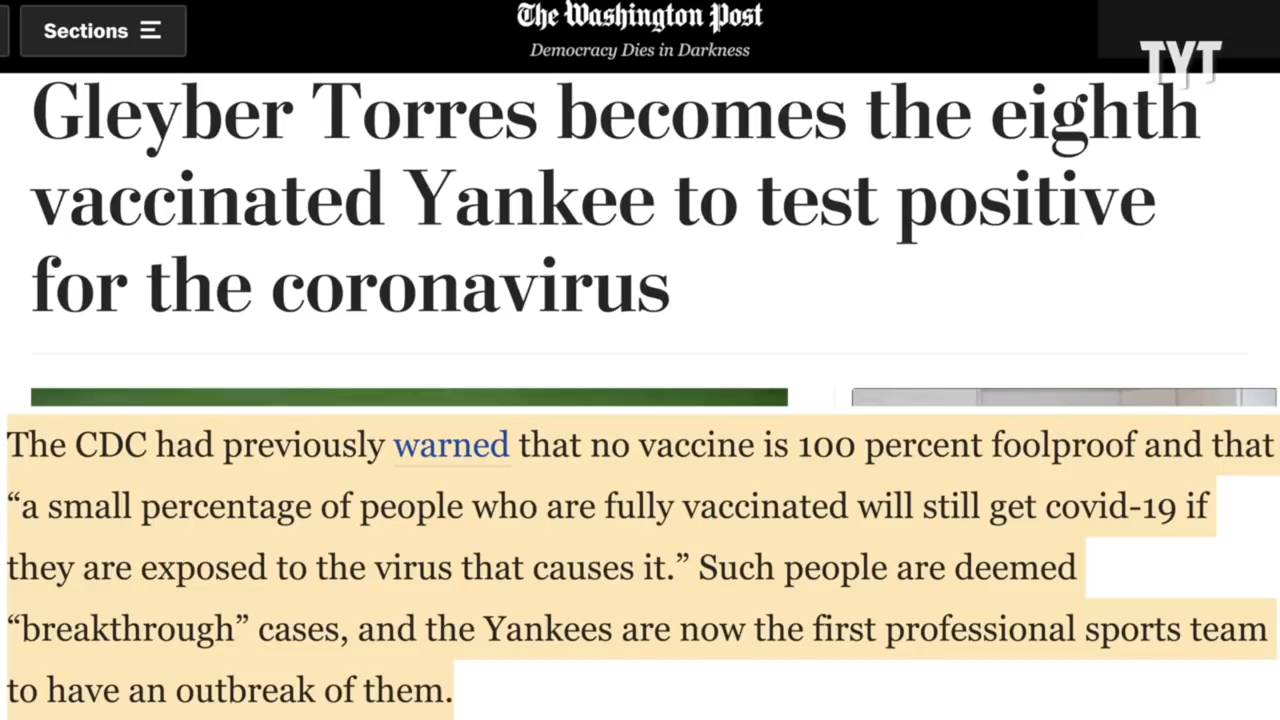 Sections
The Washington Post
Democracy Dies in Darkness
TYT
Gleyber Torres becomes the eighth
vaccinated Yankee to test positive
for the coronavirus
The CDC had previously warned that no vaccine is 100 percent foolproof and that
“a small percentage of people who are fully vaccinated will still get covid-19 if
they are exposed to the virus that causes it.” Such people are deemed
“breakthrough” cases, and the Yankees are now the first professional sports team
to have an outbreak of them.